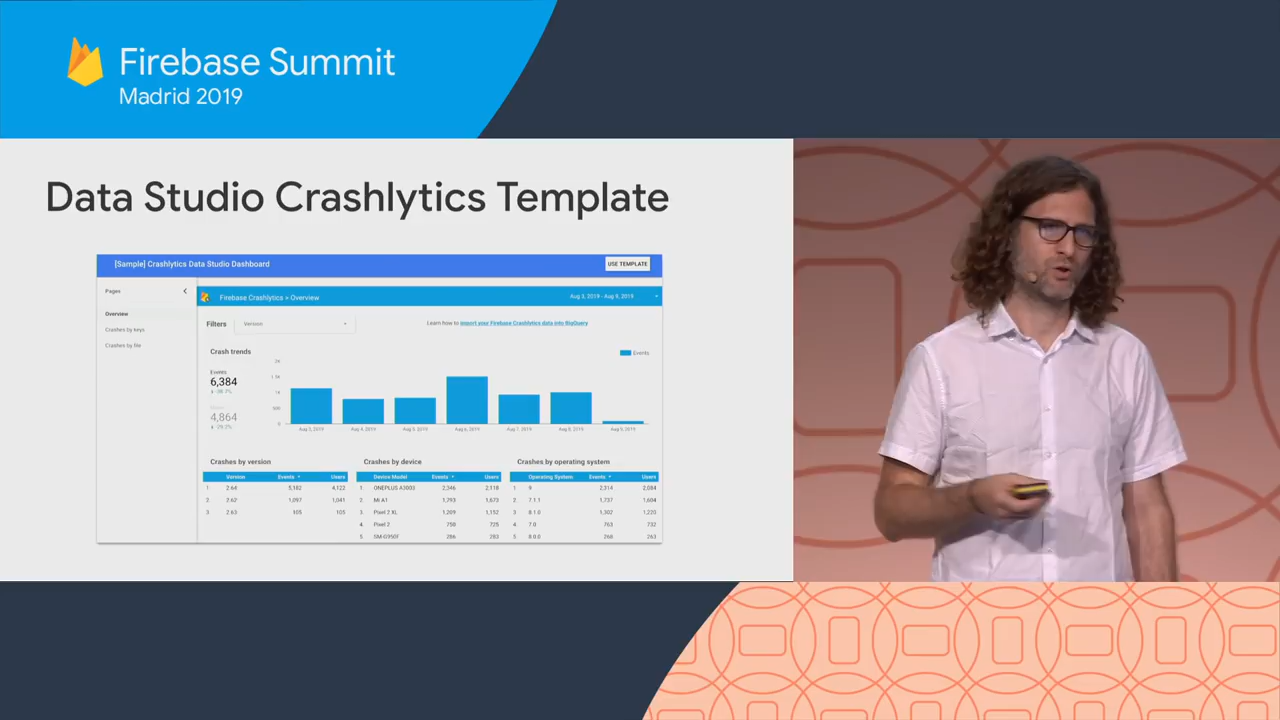 Firebase Summit
Madrid 2019
Data Studio Crashlytics Template
[Sample] Crashlytics Data Studio Dashboard
USE TEMPLATE
Pages
Overview
Crashes by keys
Crashes by file
Firebase Crashlytics > Overview
Aug 3, 2019 - Aug 9, 2019
Filters
Version
Learn how to export your Firebase Crashlytics data into BigQuery
Crash trends
Events
Events
6,384
4,864
2K
1.5K
1K
500
0
Aug 3, 2019 Aug 4, 2019 Aug 5, 2019 Aug 6, 2019 Aug 7, 2019 Aug 8, 2019 Aug 9, 2019
Crashes by version Crashes by device Crashes by operating system
Version Events Users Device Model Events Users Operating System Events Users
1 2.64 5,182 4,122 1. ONEPLUS A3003 2,346 2,118 1 9 2,314 2,084
2 2.62 1,097 1,041 2. Mi A1 1,793 1,673 2 7.1.1 1,737 1,604
3 2.63 105 105 3. Pixel 2 XL 1,209 1,152 3 8.1.0 1,302 1,220
4. Pixel 2 758 725 4. 7.0 763 732
5 SM-G950F 286 283 5. 8.0.0 268 263